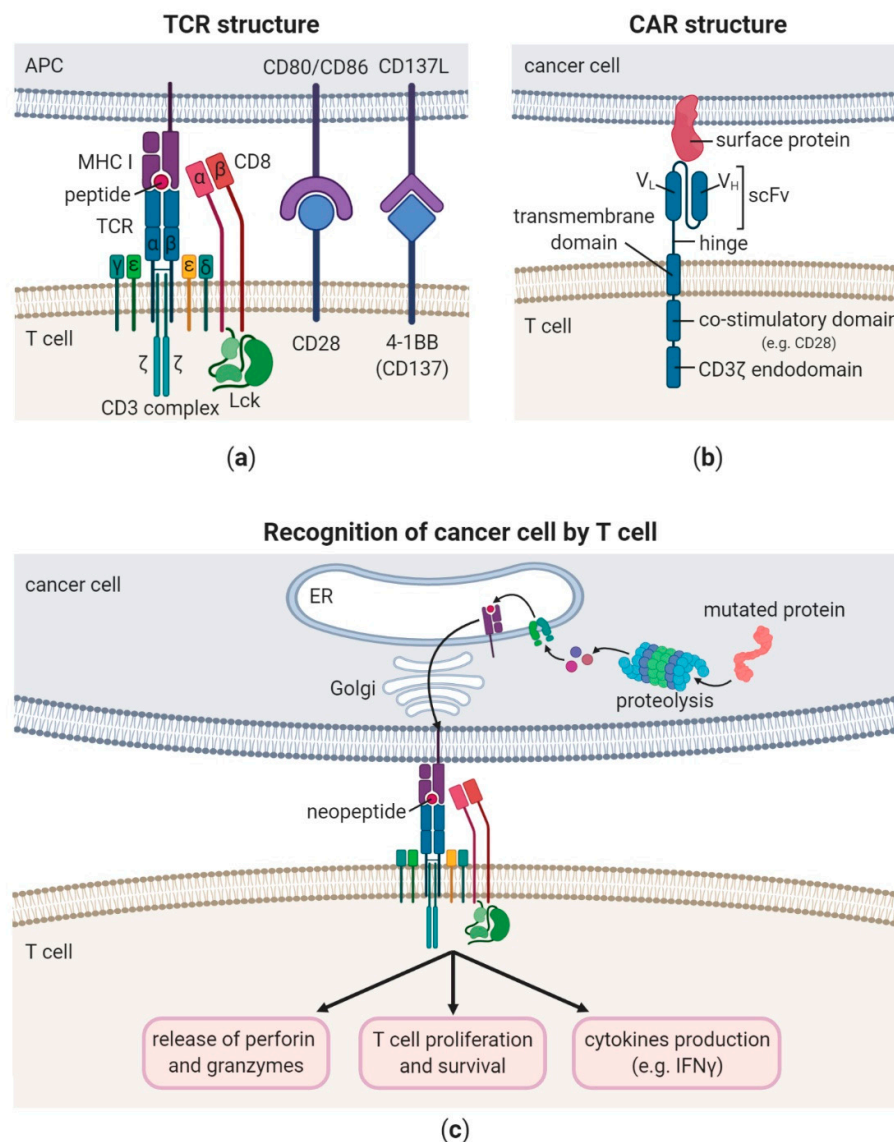 TCR structure
APC
CD80/CD86
CD137L
MHC I
peptide
TCR
α
β
CD8
α
β
γ
ε
ε
δ
T cell
ζ
ζ
CD3 complex
Lck
CD28
4-1BB
(CD137)
(a)
CAR structure
cancer cell
surface protein
VL
VH
scFv
transmembrane
domain
hinge
T cell
co-stimulatory domain
(e.g. CD28)
CD3ζ endodomain
(b)
Recognition of cancer cell by T cell
cancer cell
ER
mutated protein
Golgi
proteolysis
neopeptide
T cell
release of perforin
and granzymes
T cell proliferation
and survival
cytokines production
(e.g. IFNγ)
(c)